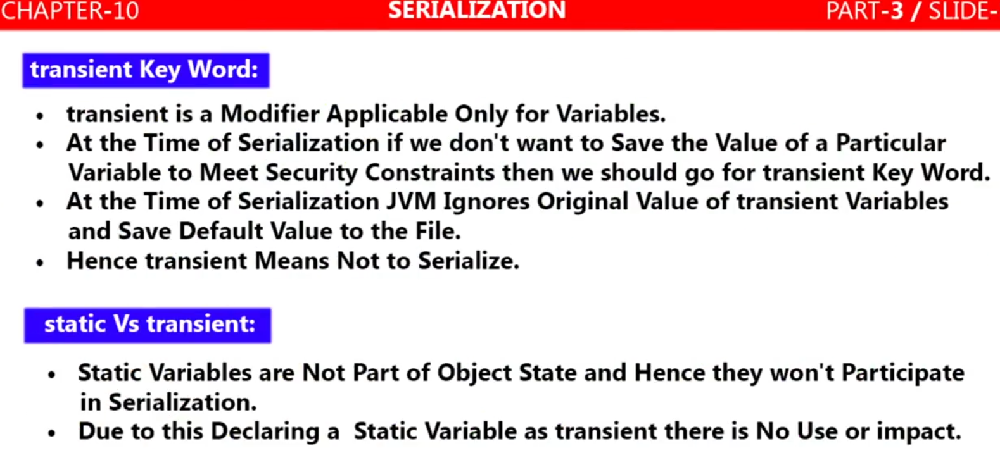 CHAPTER-10 SERIALIZATION PART-3 / SLIDE-
transient Key Word:
• transient is a Modifier Applicable Only for Variables.
• At the Time of Serialization if we don't want to Save the Value of a Particular
Variable to Meet Security Constraints then we should go for transient Key Word.
• At the Time of Serialization JVM Ignores Original Value of transient Variables
and Save Default Value to the File.
• Hence transient Means Not to Serialize.
static Vs transient:
• Static Variables are Not Part of Object State and Hence they won't Participate
in Serialization.
• Due to this Declaring a  Static Variable as transient there is No Use or impact.